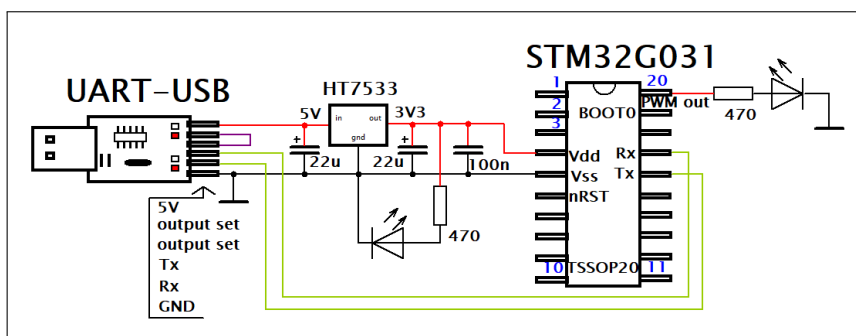 STM32G031
UART-USB
HT7533
1
20
5V
in
out
3V3
2
BOOT0
PWM out
470
3
gnd
+
22u
+
22u
100n
Vdd
Rx
Vss
Tx
nRST
5V
output set
output set
Tx
Rx
GND
470
10
TSSOP20
11